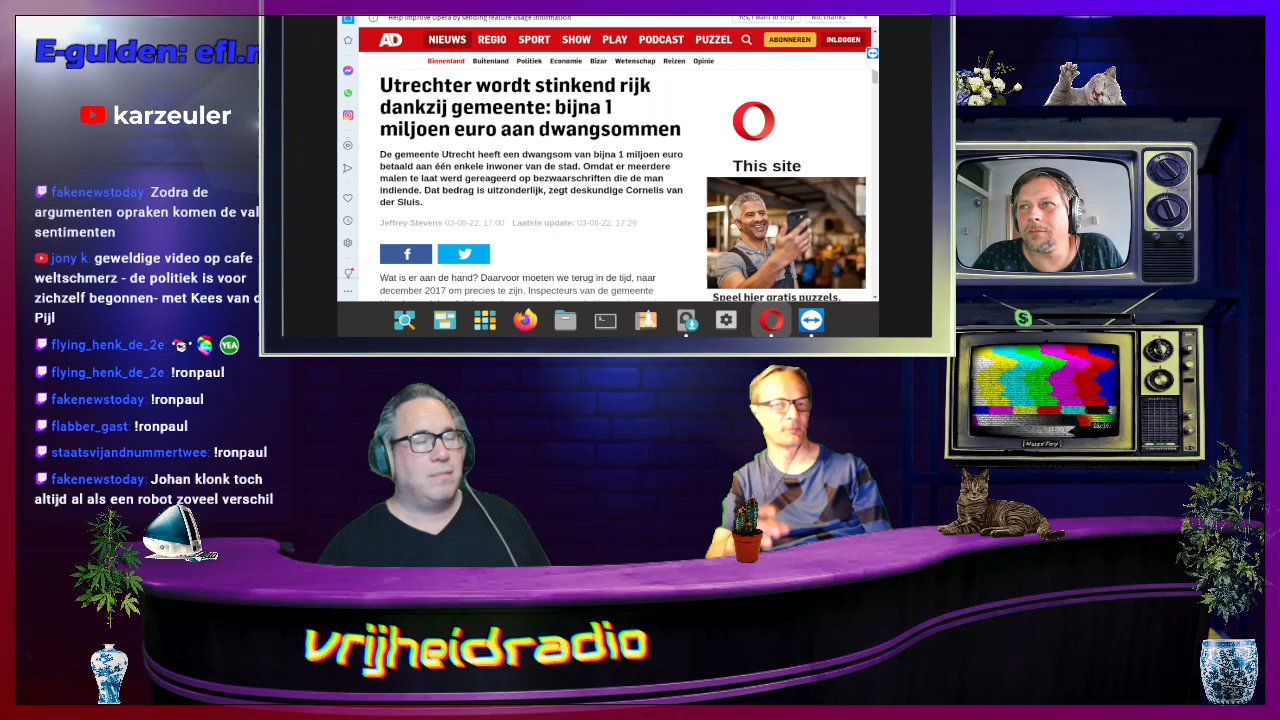 Egulden: efl.n
karzeuler
fakenewstoday: Zodra de
argumenten opraken komen de val
sentimenten
jony k: geweldige video op cafe
weltschmerz - de politiek is voor
zichzelf begonnen- met kees van d
Pijl
flying_henk_de_2e:
YEA
flying_henk_de_2e: !ronpaul
fakenewstoday: !ronpaul
flabber_gast: !ronpaul
staasvrijandnummertwee: !ronpaul
fakenewstoday: Johan klonk toch
altijd al als een robot zoveel verschil
Help improve Opera by sending feature usage information
Yes, I want to help
No, thanks
AD
NIEUWS REGIO SPORT SHOW PLAY PODCAST PUZZEL
ABONNEREN
INLOGGEN
Binnenland Buitenland Politiek Economie Bizar Wetenschap Reizen Opinie
Utrechter wordt stinkend rijk
dankzij gemeente: bijna 1
miljoen euro aan dwangsommen
De gemeente Utrecht heeft een dwangsom van bijna 1 miljoen euro
betaald aan één enkele inwoner van de stad. Omdat er meerdere
malen te laat werd gereageerd op bezwaarschriften die de man
indiende. Dat bedrag is uitzonderlijk, zegt deskundige Cornelis van
der Sluis.
Jeffrey Stevens 03-08-22, 17:00 Laatste update: 03-08-22, 17:29
Wat is er aan de hand? Daarvoor moeten we terug in de tijd, naar
december 2017 om precies te zijn. Inspecteurs van de gemeente
This site
Speel hier gratis puzzels.
vrijheidradio